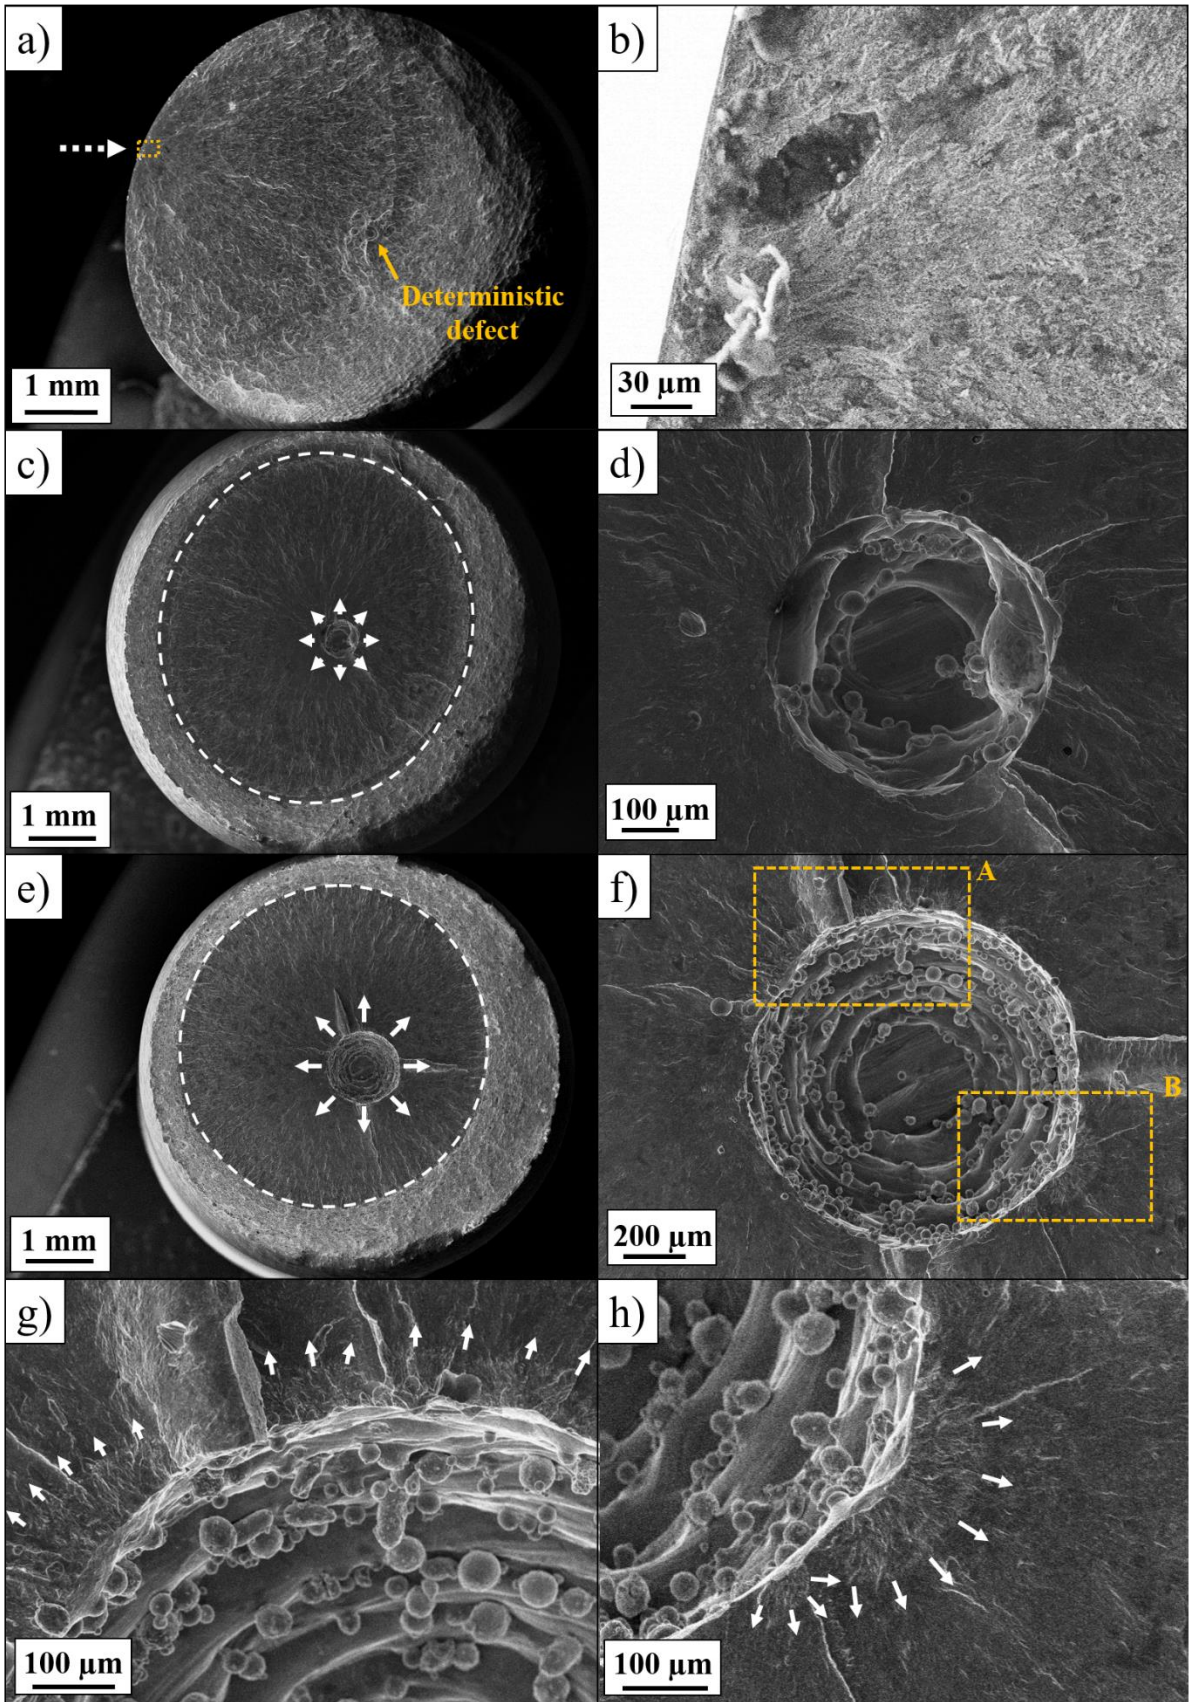 a)
b)
Deterministic
defect
1 mm
30 µm
c)
d)
1 mm
100 µm
e)
f)
A
B
1 mm
200 µm
g)
h)
100 µm
100 µm